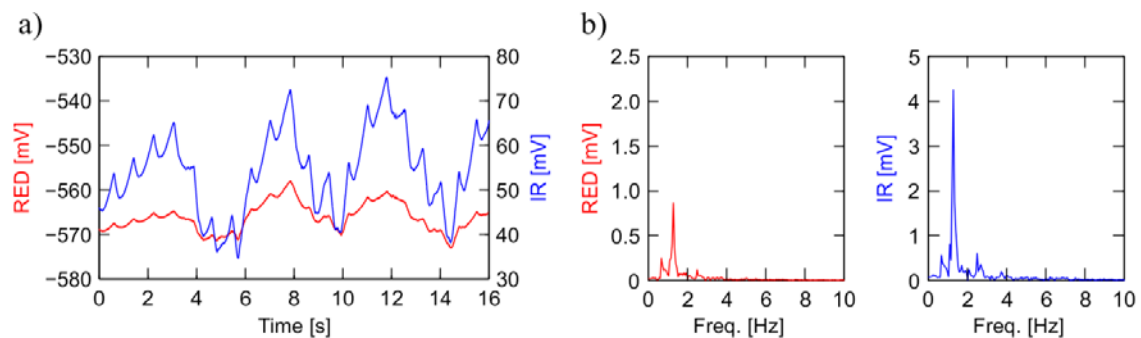 a)
RED [mV]
−530
−540
−550
−560
−570
−580
80
70
60
50
40
30
IR [mV]
0 2 4 6 8 10 12 14 16
Time [s]
b)
RED [mV]
2.5
2.0
1.5
1.0
0.5
0
0 2 4 6 8 10
Freq. [Hz]
IR [mV]
5
4
3
2
1
0
0 2 4 6 8 10
Freq. [Hz]